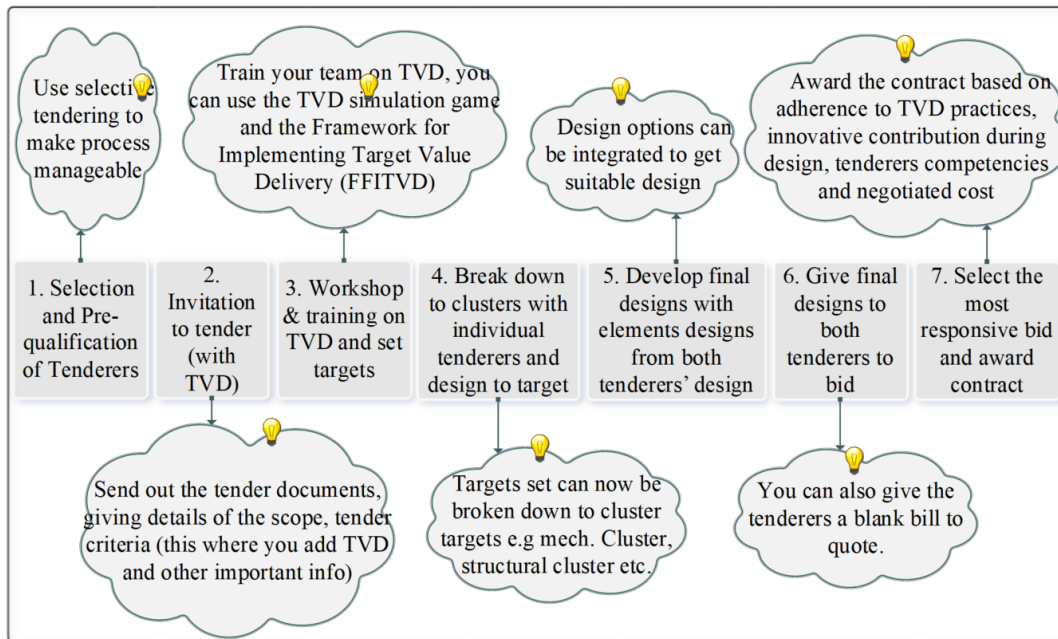 Use selective
tendering to
make process
manageable
Train your team on TVD, you
can use the TVD simulation game
and the Framework for
Implementing Target Value
Delivery (FFITVD)
Design options can
be integrated to get
suitable design
Award the contract based on
adherence to TVD practices,
innovative contribution during
design, tenderers competencies
and negotiated cost
1. Selection
and Pre-
qualification
of Tenderers
2.
Invitation
to tender
(with
TVD)
3. Workshop
& training on
TVD and set
targets
4. Break down
to clusters with
individual
tenderers and
design to target
5. Develop final
designs with
elements designs
from both
tenderers’ design
6. Give final
designs to
both
tenderers to
bid
7. Select the
most
responsive bid
and award
contract
Send out the tender documents,
giving details of the scope, tender
criteria (this where you add TVD
and other important info)
Targets set can now be
broken down to cluster
targets e.g mech. Cluster,
structural cluster etc.
You can also give the
tenderers a blank bill to
quote.